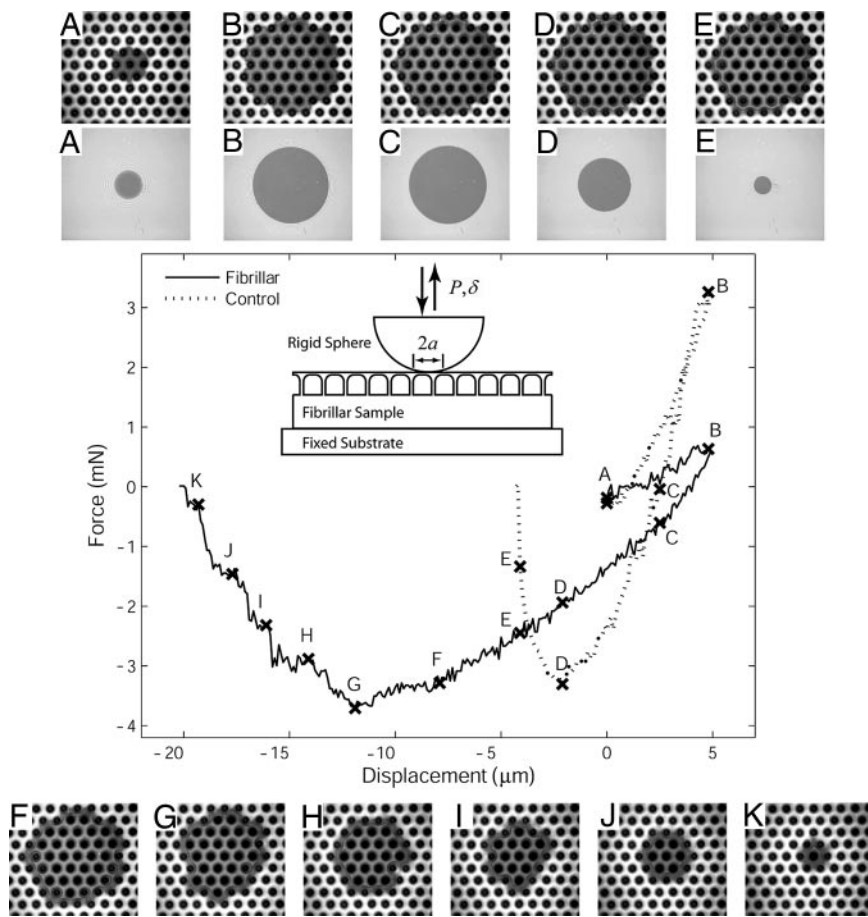 A B C D E
A B C D E
Fibrillar
Control
P, δ
Rigid Sphere
2a
Fibrillar Sample
Fixed Substrate
Force (mN)
3
2
1
0
-1
-2
-3
-4
B
B
A
C
C
K
J
I
H
G
F
E
D
E
D
-20 -15 -10 -5 0 5
Displacement (μm)
F G H I J K